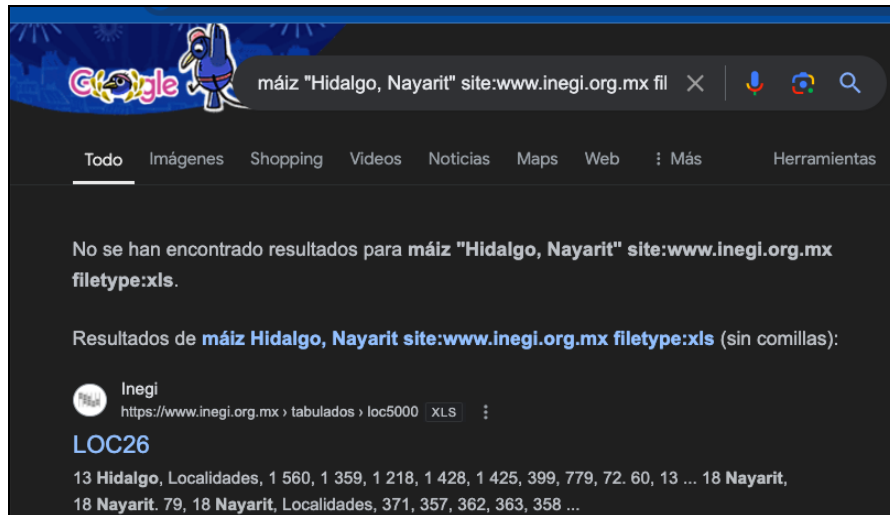 Google
máiz "Hidalgo, Nayarit" site:www.inegi.org.mx fil
Todo Imágenes Shopping Videos Noticias Maps Web Más Herramientas
No se han encontrado resultados para máiz "Hidalgo, Nayarit" site:www.inegi.org.mx
filetype:xls.
Resultados de máiz Hidalgo, Nayarit site:www.inegi.org.mx filetype:xls (sin comillas):
Inegi
https://www.inegi.org.mx › tabulados › loc5000 XLS
LOC26
13 Hidalgo, Localidades, 1 560, 1 359, 1 218, 1 428, 1 425, 399, 779, 72. 60, 13 ... 18 Nayarit,
18 Nayarit. 79, 18 Nayarit, Localidades, 371, 357, 362, 363, 358 ...